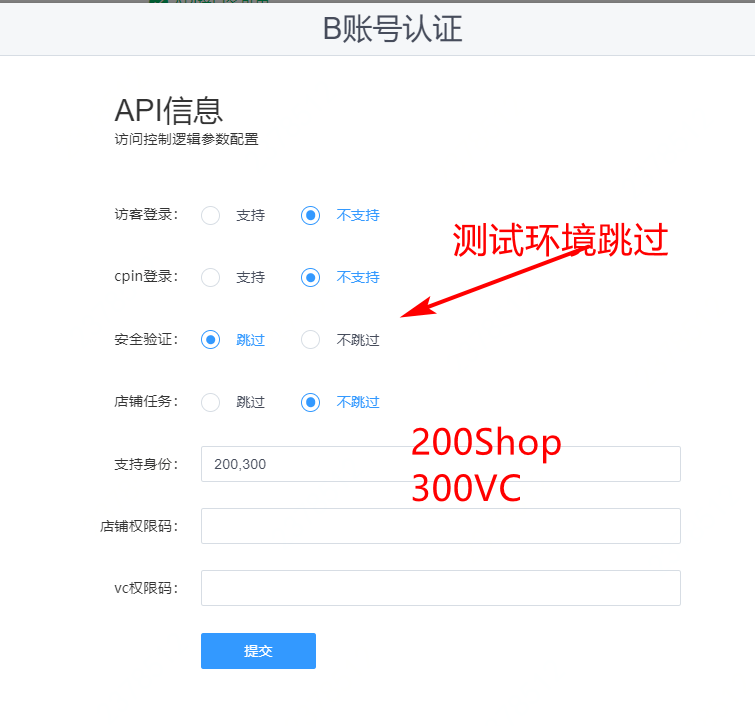 B账号认证
API信息
访问控制逻辑参数配置
访客登录： 支持 不支持
测试环境跳过
cpin登录： 支持 不支持
安全验证： 跳过 不跳过
店铺任务： 跳过 不跳过
200Shop
支持身份： 200,300
300VC
店铺权限码：
vc权限码：
提交